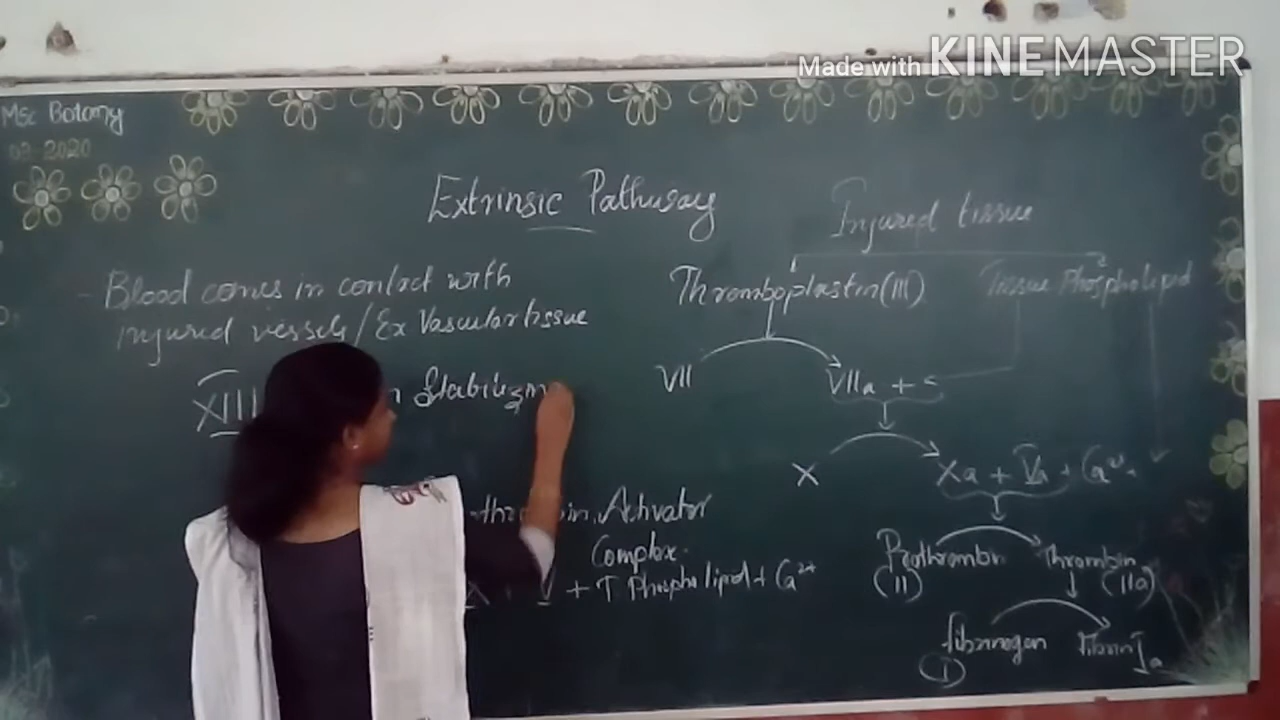 Made with KINEMASTER
MSc Botany
03 2020
Extrinsic Pathway
Injured tissue
- Blood comes in contact with
injured vessels / Ex Vascular tissue
Thromboplastin (III)
Tissue Phospholipid
XIII
Stabilizin
VII
VIIa +
X
Xa + Va + Ca
Activator
Complex.
X + V + T. Phospholipid + Ca2+
Prothrombin
(II)
Thrombin
(IIa)
fibrinogen
(I)
Fibrin Ia